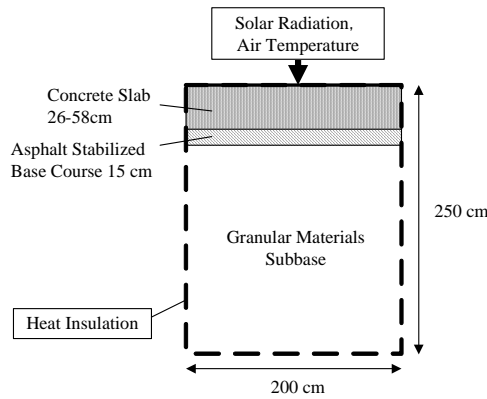 Solar Radiation,
Air Temperature
Concrete Slab
26-58cm
Asphalt Stabilized
Base Course 15 cm
250 cm
Granular Materials
Subbase
Heat Insulation
200 cm